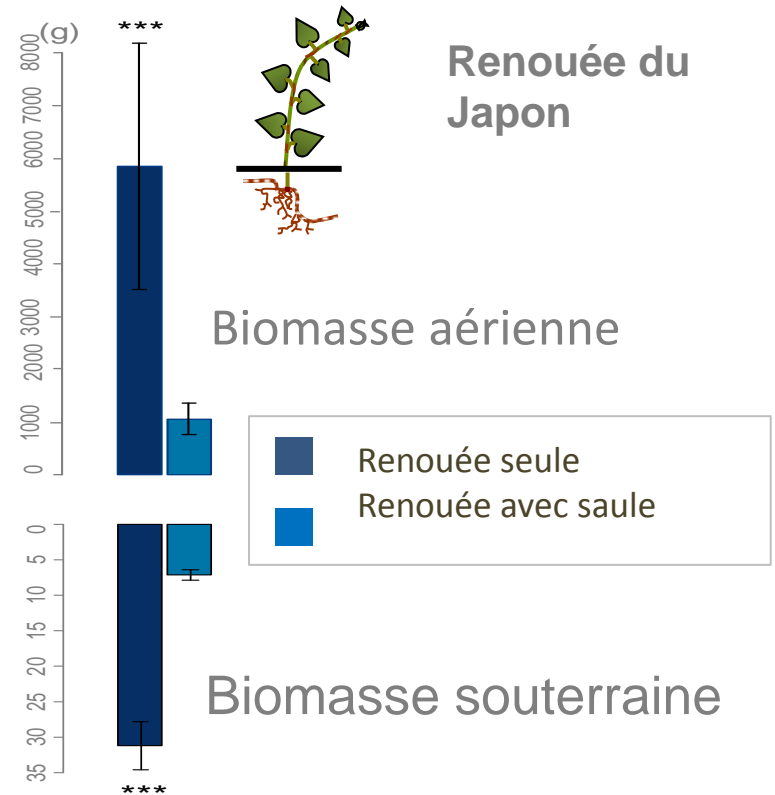 (g)
***
Renouée du
Japon
8000
7000
6000
5000
4000
3000
2000
1000
0
Biomasse aérienne
Renouée seule
Renouée avec saule
0
5
10
15
20
25
30
35
Biomasse souterraine
***